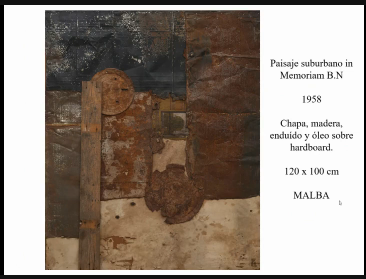 Paisaje suburbano in
Memoriam B.N
1958
Chapa, madera,
enduido y óleo sobre
hardboard.
120 x 100 cm
MALBA